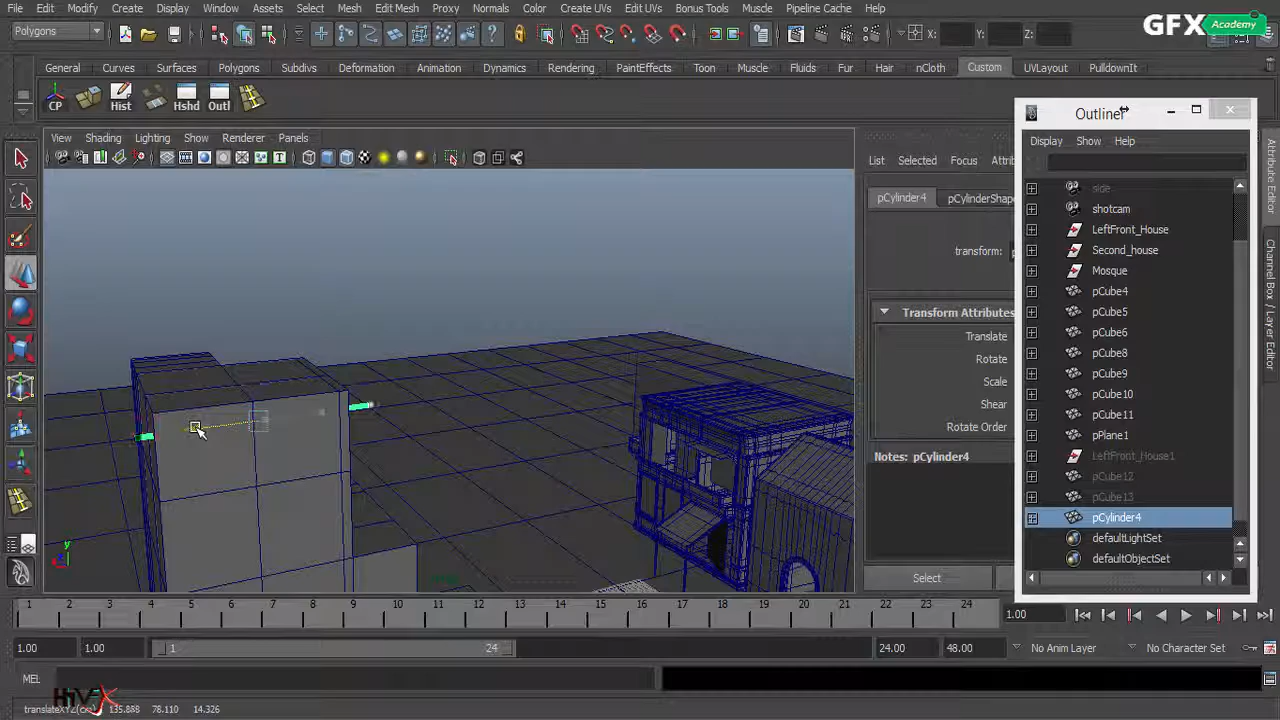 File Edit Modify Create Display Window Assets Select Mesh Edit Mesh Proxy Normals Color Create UVs Edit UVs Bonus Tools Muscle Pipeline Cache Help
GFX Academy
Polygons X: Y: Z:
General Curves Surfaces Polygons Subdivs Deformation Animation Dynamics Rendering PaintEffects Toon Muscle Fluids Fur Hair nCloth Custom UVLayout PulldownIt
CP Hist Hshd Outl
View Shading Lighting Show Renderer Panels
List Selected Focus Attri
pCylinder4 pCylinderShap
transform:
Transform Attributes
Translate
Rotate
Scale
Shear
Rotate Order
Notes: pCylinder4
Select
Outliner
Display Show Help
side
shotcam
LeftFront_House
Second_house
Mosque
pCube4
pCube5
pCube6
pCube8
pCube9
pCube10
pCube11
pPlane1
LeftFront_House1
pCube12
pCube13
pCylinder4
defaultLightSet
defaultObjectSet
Attribute Editor
Channel Box / Layer Editor
y
1 2 3 4 5 6 7 8 9 10 11 12 13 14 15 16 17 18 19 20 21 22 23 24 1.00
1.00 1.00 1 24 24.00 48.00 No Anim Layer No Character Set
MEL
translateXYZ(cm): 135.888 78.110 14.326